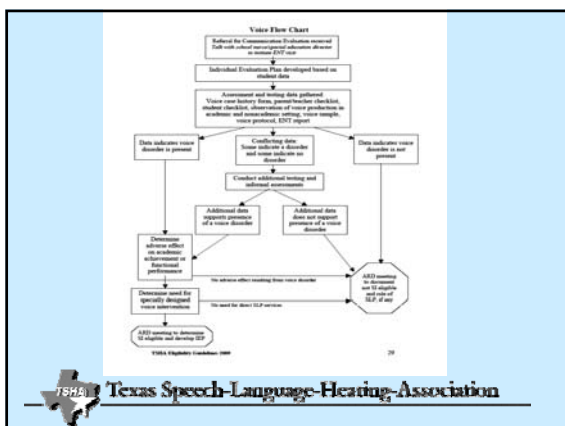 Voice Flow Chart
Referral for Communication Evaluation received
Talk with school nurse/special education director
to initiate ENT visit
Individual Evaluation Plan developed based on
student data
Assessment and testing data gathered
Voice case history form, parent/teacher checklist,
student checklist, observation of voice production in
academic and nonacademic setting, voice sample,
voice protocol, ENT report
Data indicates voice
disorder is present
Conflicting data:
Some indicate a disorder
and some indicate no
disorder
Data indicates voice
disorder is not
present
Conduct additional testing and
informal assessments
Additional data
supports presence
of a voice disorder
Additional data
does not support
presence of a voice
disorder
Determine
adverse effect
on academic
achievement or
functional
performance
No adverse effect resulting from voice disorder
ARD meeting
to document
not SI eligible
and role of
SLP, if any
Determine need for
specially designed
voice intervention
No need for direct SLP services
ARD meeting to determine
SI eligible and develop IEP
TSHA Eligibility Guidelines 2009
29
TSHA
Texas Speech-Language-Hearing-Association